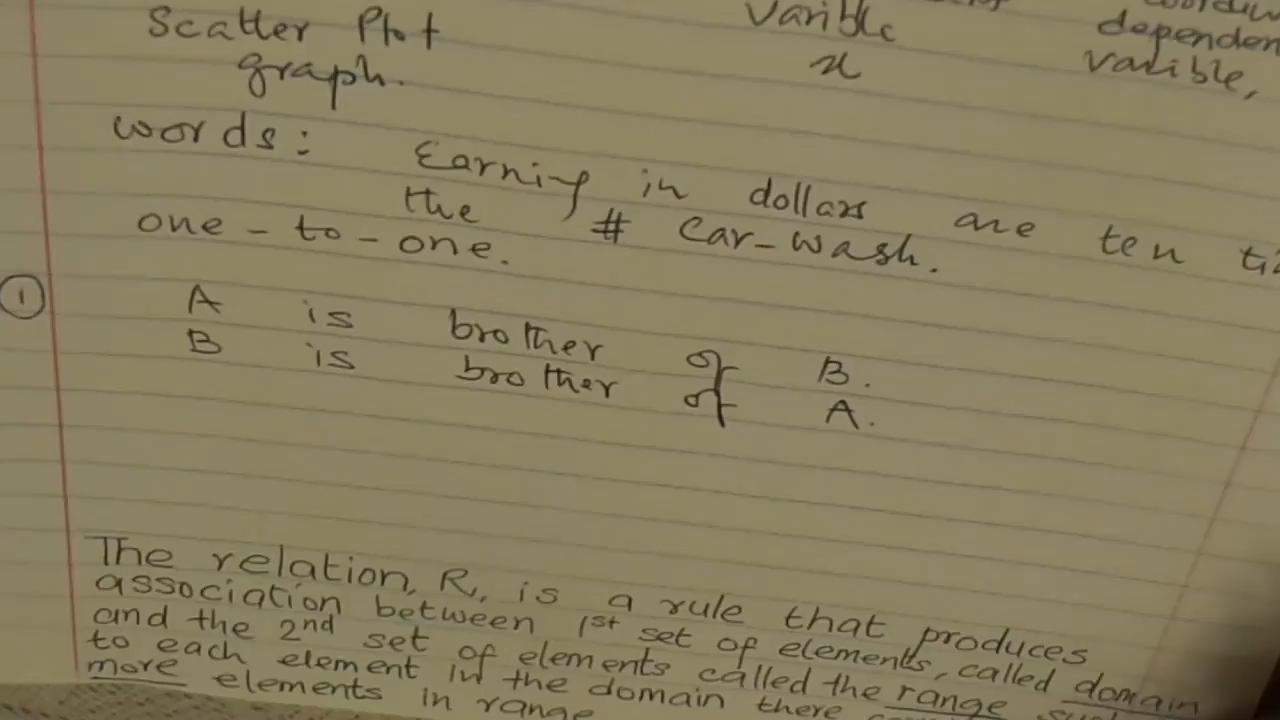 Scatter Plot
graph.
Varible
x
dependen
varible,
words: Earning in dollars are ten
the # car-wash.
one-to-one.
1
A is brother of B.
B is brother of A.
The relation, R, is a rule that produces
association between 1st set of elements, called domain
and the 2nd set of elements called the range
to each element in the domain there
more elements in range